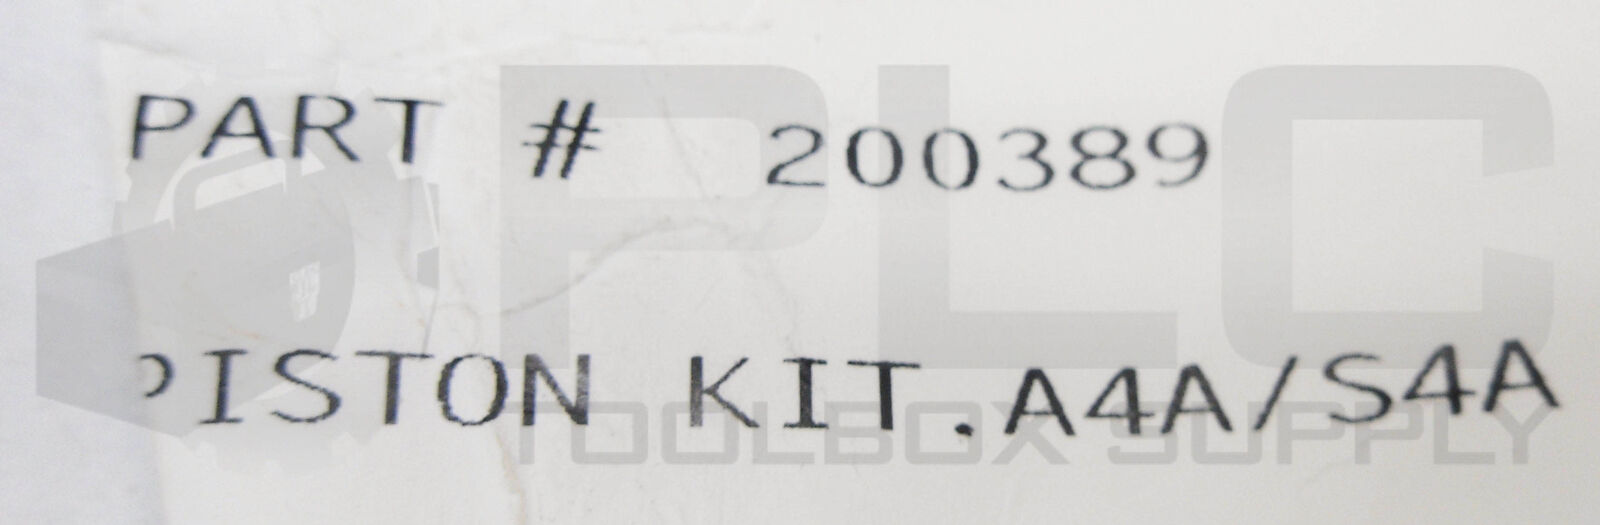 PART # 200389
PISTON KIT.A4A/S4A
PLC
TOOLBOX SUPPLY